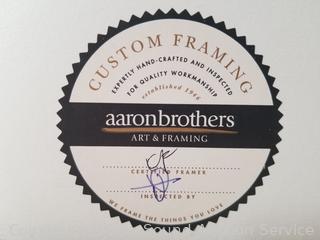 CUSTOM FRAMING
EXPERTLY HAND-CRAFTED AND INSPECTED
FOR QUALITY WORKMANSHIP
established 1946
aaronbrothers
ART & FRAMING
CERTIFIED FRAMER
INSPECTED BY
WE FRAME THE THINGS YOU LOVE